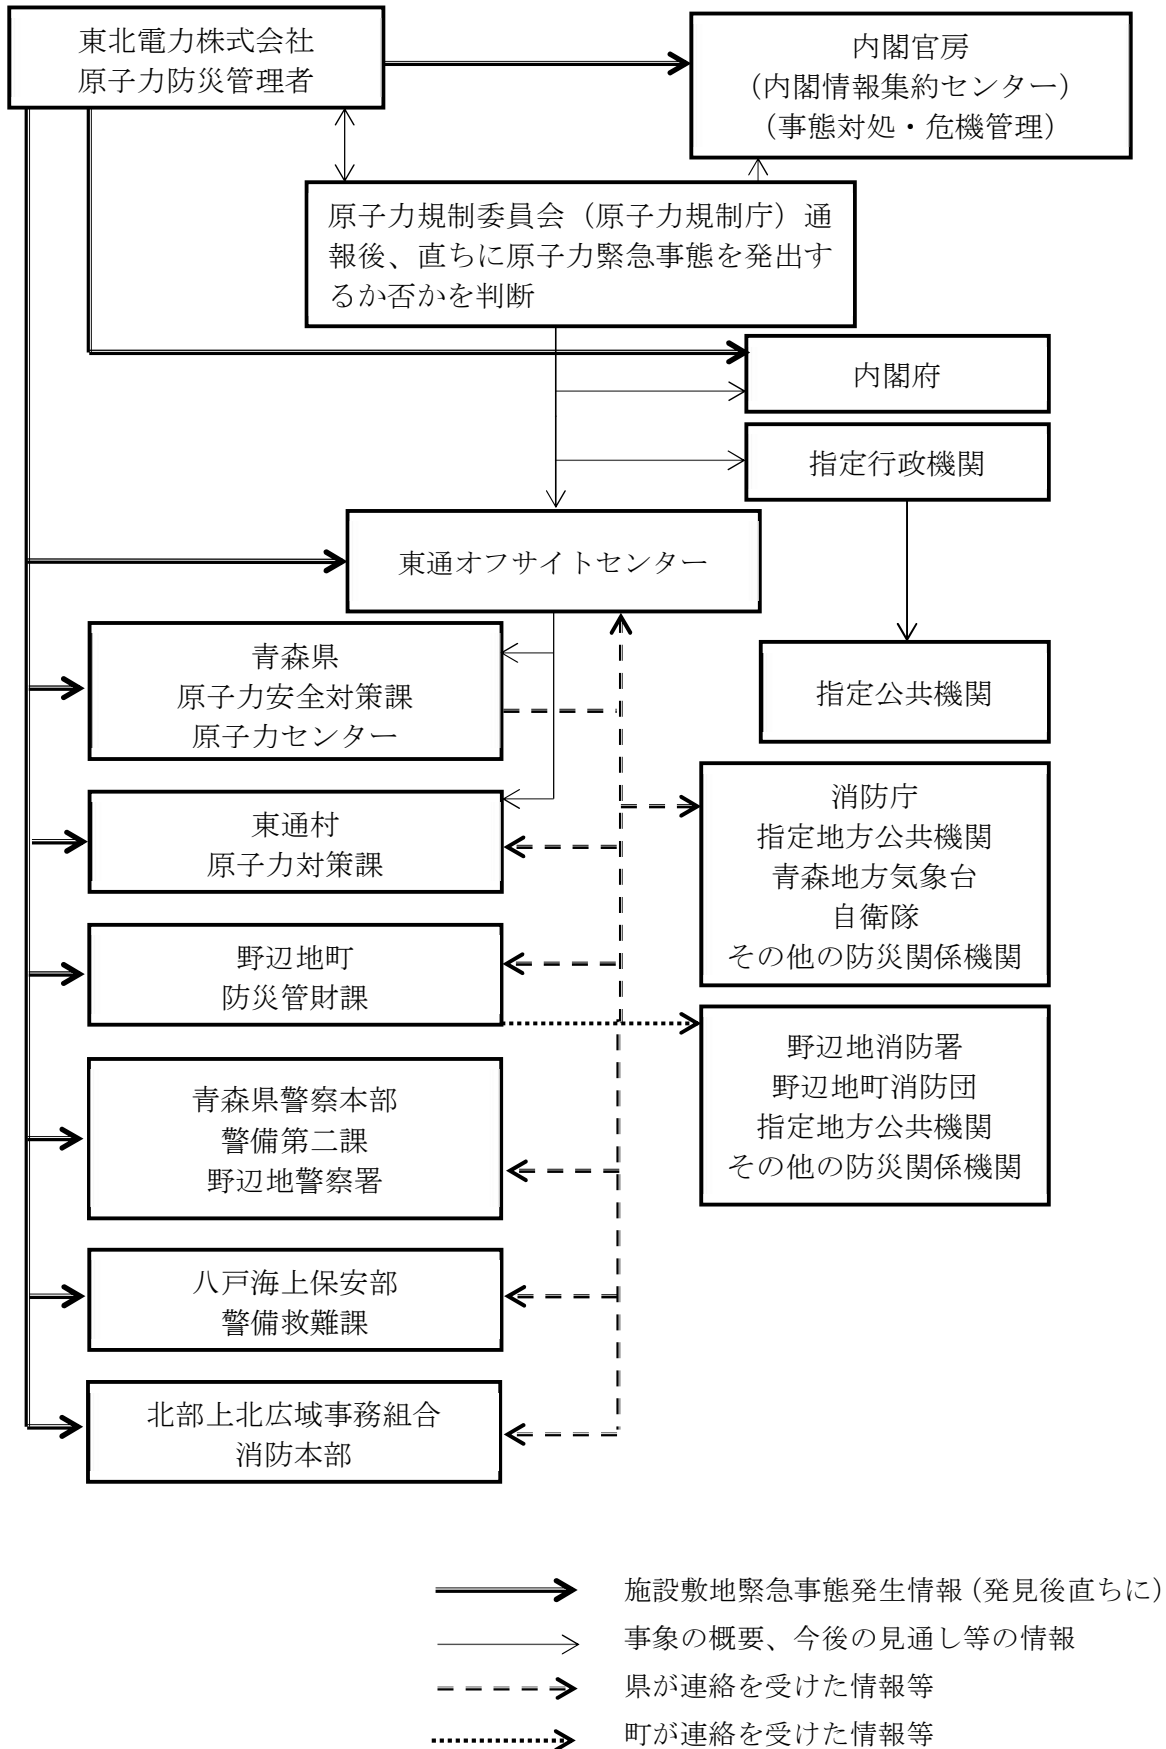 東北電力株式会社
原子力防災管理者
内閣官房
(内閣情報集約センター)
(事態対処・危機管理)
原子力規制委員会（原子力規制庁）通
報後、直ちに原子力緊急事態を発出す
るか否かを判断
内閣府
指定行政機関
東通オフサイトセンター
青森県
原子力安全対策課
原子力センター
指定公共機関
東通村
原子力対策課
消防庁
指定地方公共機関
青森地方気象台
自衛隊
その他の防災関係機関
野辺地町
防災管財課
野辺地消防署
野辺地町消防団
指定地方公共機関
その他の防災関係機関
青森県警察本部
警備第二課
野辺地警察署
八戸海上保安部
警備救難課
北部上北広域事務組合
消防本部
施設敷地緊急事態発生情報（発見後直ちに）
事象の概要、今後の見通し等の情報
県が連絡を受けた情報等
町が連絡を受けた情報等